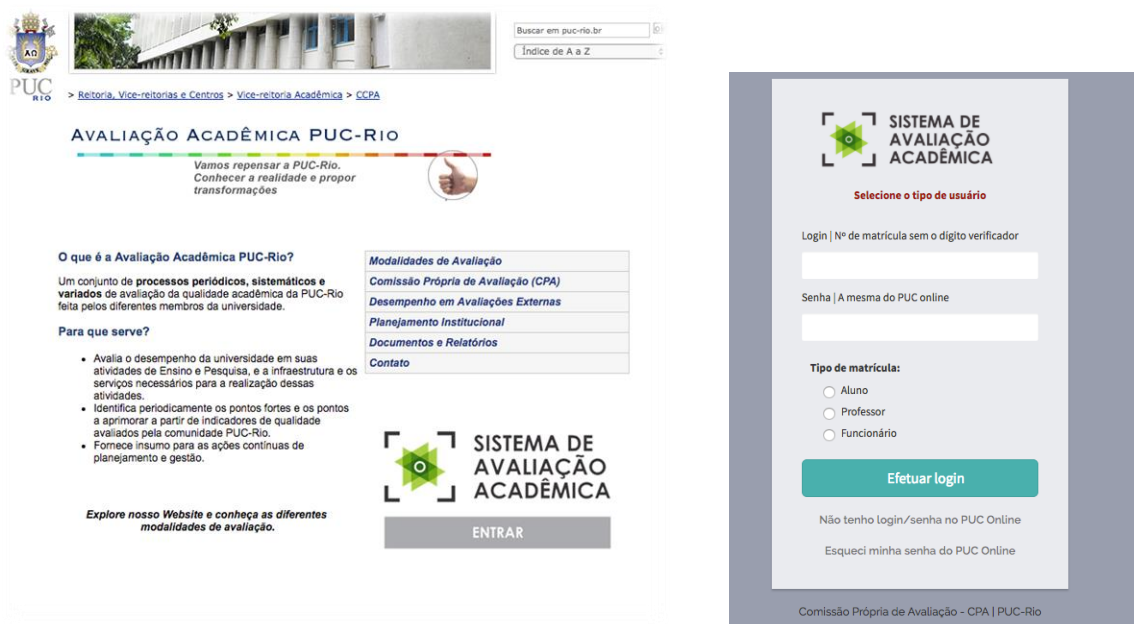 Buscar em puc-rio.br
Índice de A a Z
PUC
RIO
> Reitoria, Vice-reitorias e Centros > Vice-reitoria Acadêmica > CCPA
AVALIAÇÃO ACADÊMICA PUC-RIO
Vamos repensar a PUC-Rio.
Conhecer a realidade e propor
transformações
O que é a Avaliação Acadêmica PUC-Rio?
Um conjunto de processos periódicos, sistemáticos e
variados de avaliação da qualidade acadêmica da PUC-Rio
feita pelos diferentes membros da universidade.
Para que serve?
• Avalia o desempenho da universidade em suas
atividades de Ensino e Pesquisa, e a infraestrutura e os
serviços necessários para a realização dessas
atividades.
• Identifica periodicamente os pontos fortes e os pontos
a aprimorar a partir de indicadores de qualidade
avaliados pela comunidade PUC-Rio.
• Fornece insumo para as ações contínuas de
planejamento e gestão.
Explore nosso Website e conheça as diferentes
modalidades de avaliação.
Modalidades de Avaliação
Comissão Própria de Avaliação (CPA)
Desempenho em Avaliações Externas
Planejamento Institucional
Documentos e Relatórios
Contato
SISTEMA DE
AVALIAÇÃO
ACADÊMICA
ENTRAR
SISTEMA DE
AVALIAÇÃO
ACADÊMICA
Selecione o tipo de usuário
Login | Nº de matrícula sem o dígito verificador
Senha | A mesma do PUC online
Tipo de matrícula:
Aluno
Professor
Funcionário
Efetuar login
Não tenho login/senha no PUC Online
Esqueci minha senha do PUC Online
Comissão Própria de Avaliação - CPA | PUC-Rio